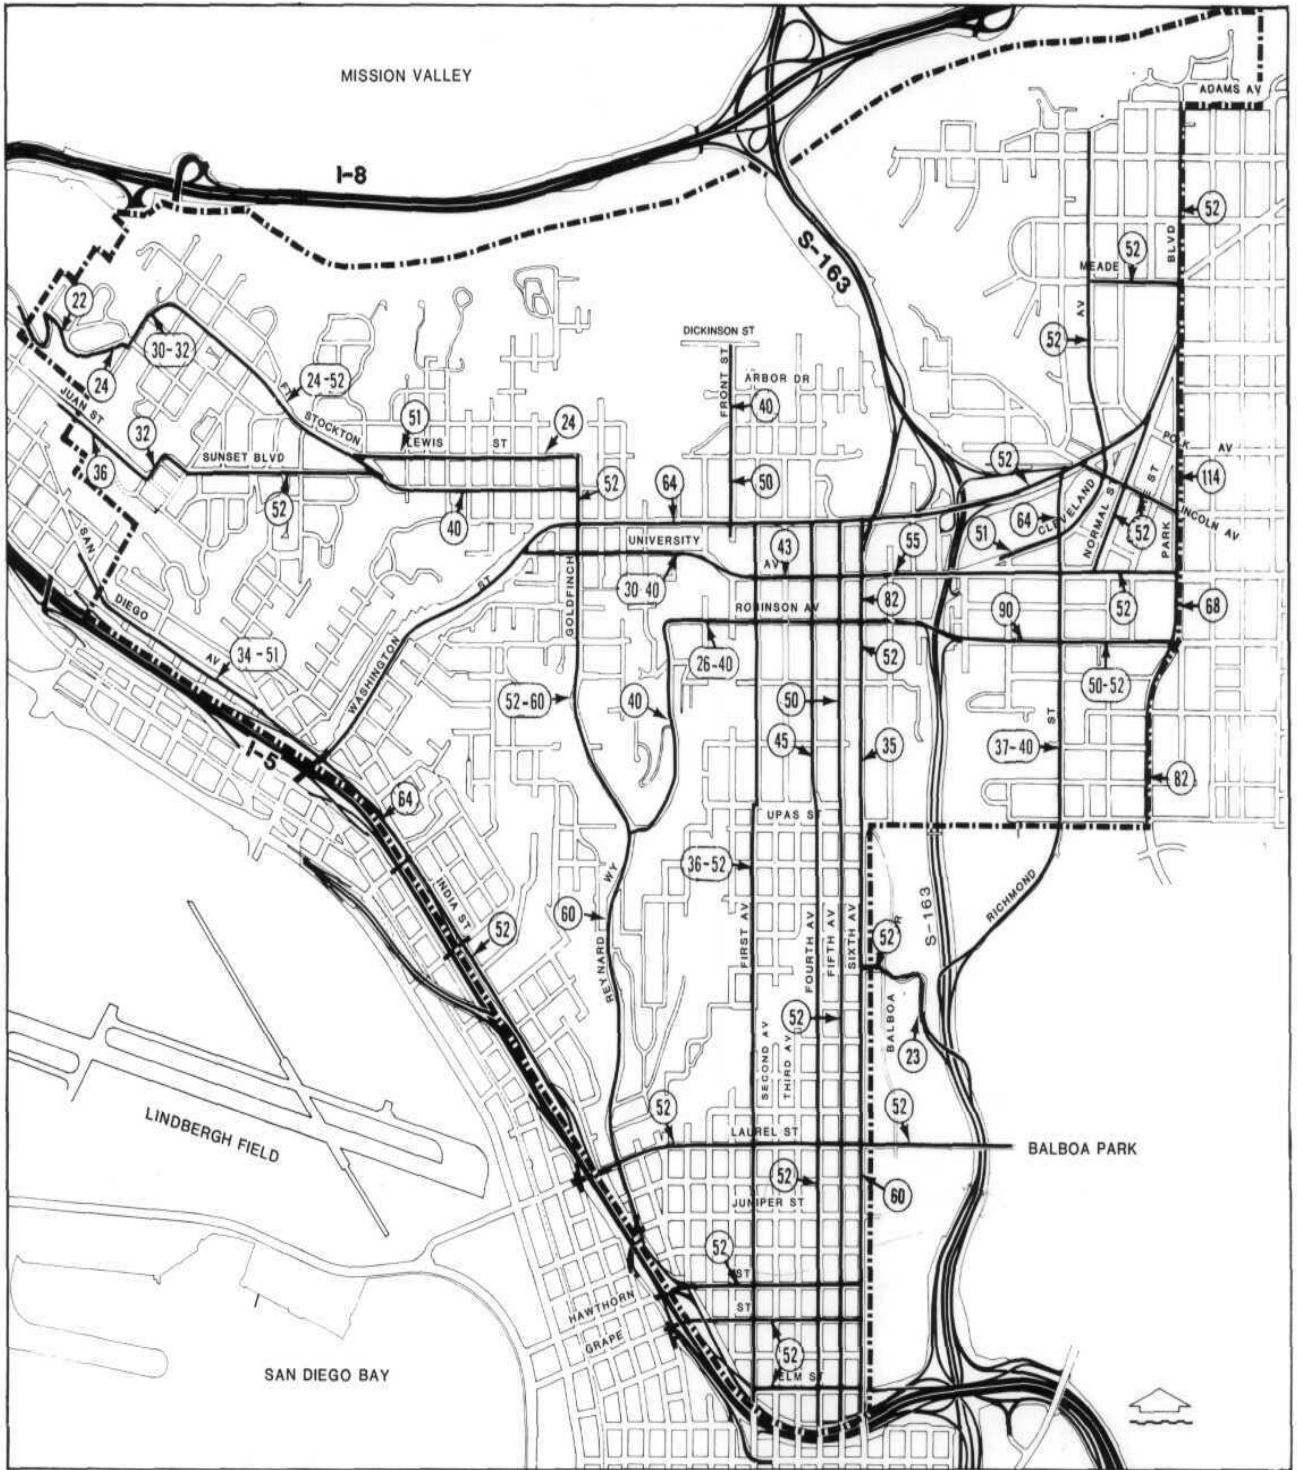 MISSION VALLEY
ADAMS AV
I-8
52
S-163
BLVD
52
MEADE
22
AV
DICKINSON ST
52
30-32
FRONT ST
24-52
ARBOR DR
24
JUAN ST
FT
STOCKTON
40
51
LEWIS ST
24
POLK AV
32
SUNSET BLVD
52
36
ST
114
52
52
64
50
64
CLEVELAND
40
51
NORMAL ST
52
LINCOLN AV
SAN DIEGO AV
UNIVERSITY AV
43
55
PARK
WASHINGTON ST
GOLDFINCH
30-40
82
52
ROBINSON AV
90
68
34-51
26-40
52
50-52
52-60
40
50
ST
45
35
37-40
I-5
82
64
UPAS ST
36-52
INDIA ST
REYNARD WY
RICHMOND
60
52
FIRST AV
FOURTH AV
FIFTH AV
SIXTH AV
52
DR
S-163
BALBOA
52
SECOND AV
THIRD AV
23
52
52
LINDBERGH FIELD
LAUREL ST
BALBOA PARK
52
60
JUNIPER ST
52
ST
HAWTHORN
ST
GRAPE
52
SAN DIEGO BAY
ELM ST